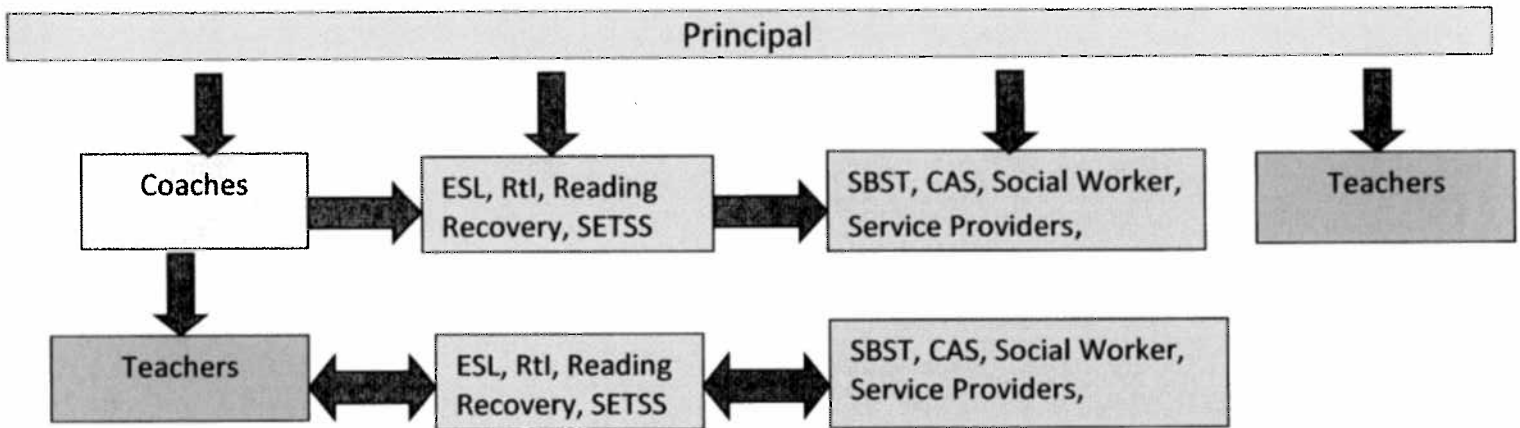 Principal
Coaches
ESL, RtI, Reading
Recovery, SETSS
SBST, CAS, Social Worker,
Service Providers,
Teachers
Teachers
ESL, RtI, Reading
Recovery, SETSS
SBST, CAS, Social Worker,
Service Providers,